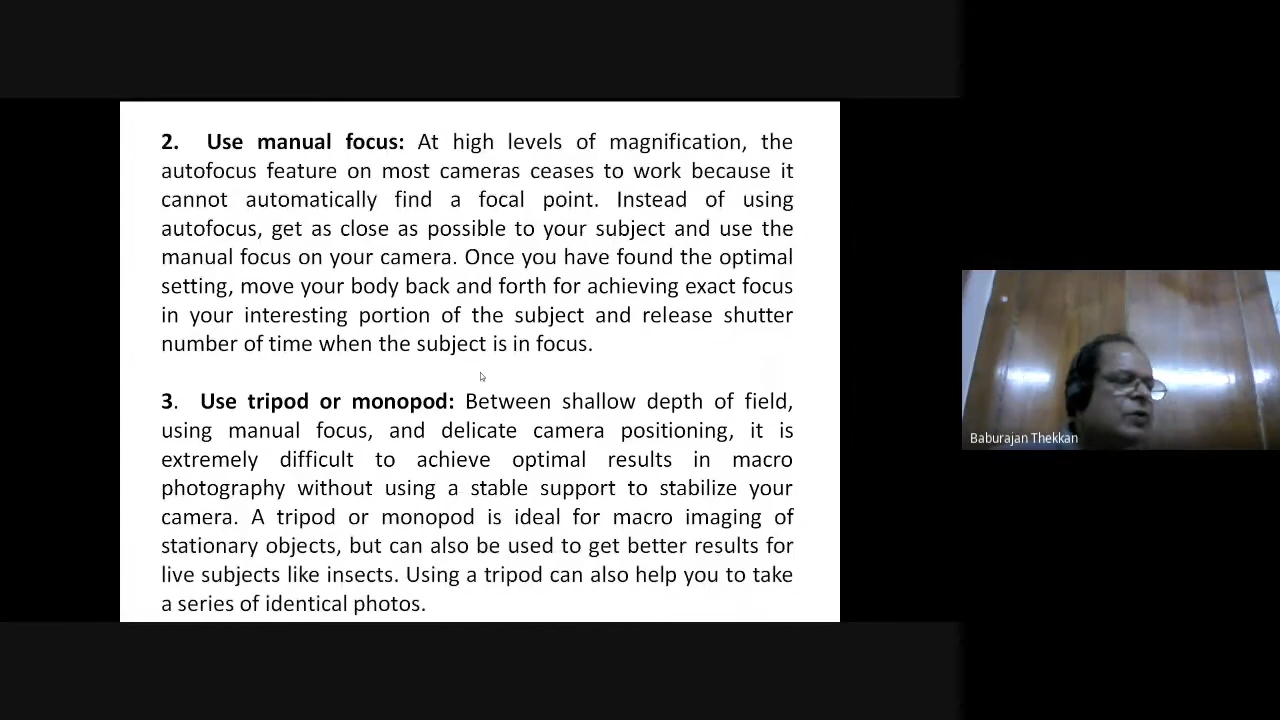 2. Use manual focus: At high levels of magnification, the
autofocus feature on most cameras ceases to work because it
cannot automatically find a focal point. Instead of using
autofocus, get as close as possible to your subject and use the
manual focus on your camera. Once you have found the optimal
setting, move your body back and forth for achieving exact focus
in your interesting portion of the subject and release shutter
number of time when the subject is in focus.
3. Use tripod or monopod: Between shallow depth of field,
using manual focus, and delicate camera positioning, it is
extremely difficult to achieve optimal results in macro
photography without using a stable support to stabilize your
camera. A tripod or monopod is ideal for macro imaging of
stationary objects, but can also be used to get better results for
live subjects like insects. Using a tripod can also help you to take
a series of identical photos.
Baburajan Thekkan